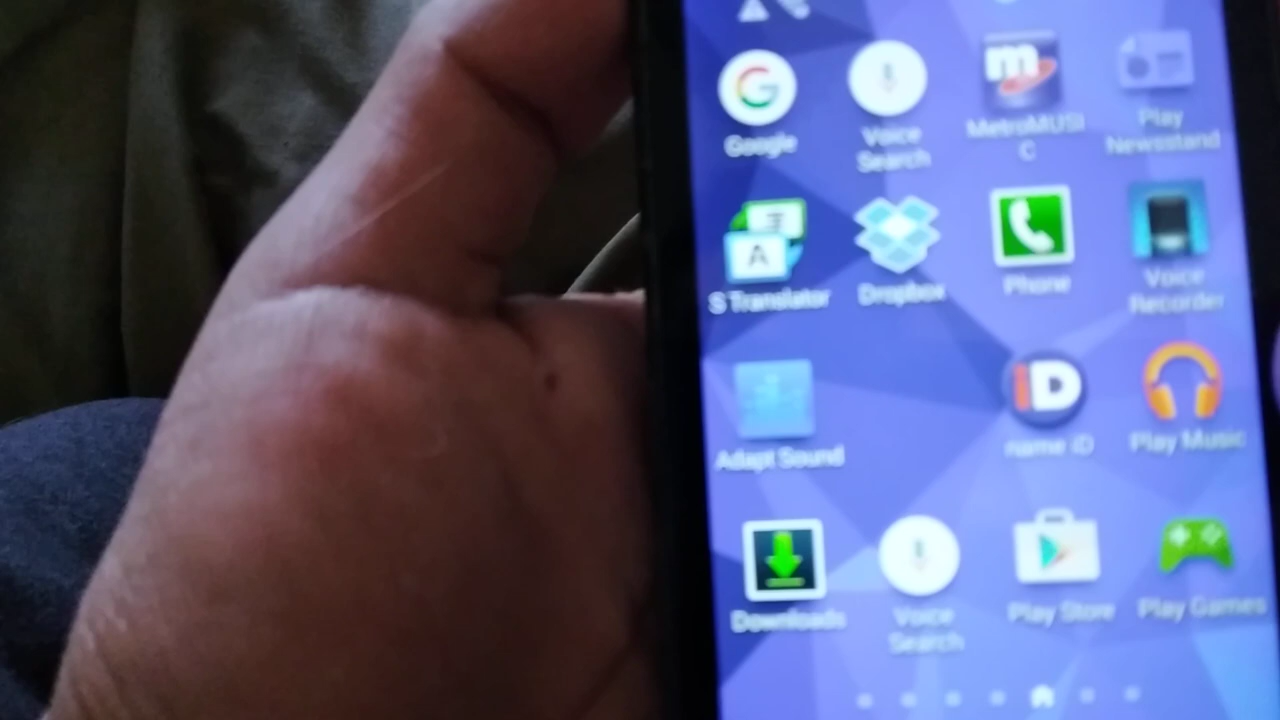 Google
Voice
Search
MetroMUSI
C
Play
Newsstand
S Translator
Dropbox
Phone
Voice
Recorder
Adapt Sound
name iD
Play Music
Downloads
Voice
Search
Play Store
Play Games
G
m
A
iD